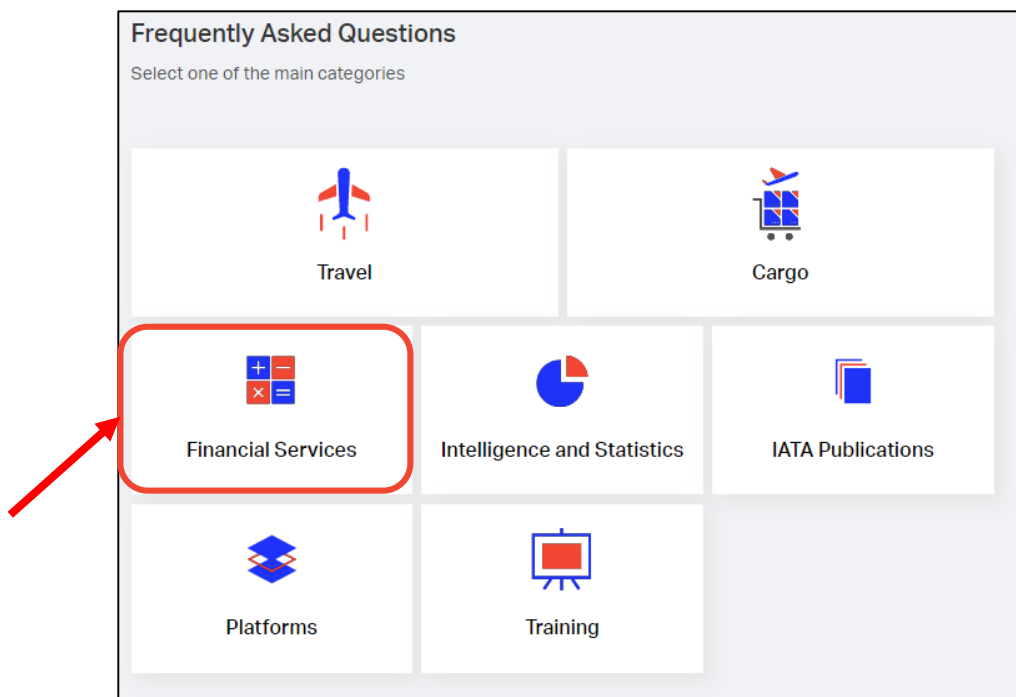 Frequently Asked Questions
Select one of the main categories
Travel
Cargo
Financial Services
Intelligence and Statistics
IATA Publications
Platforms
Training